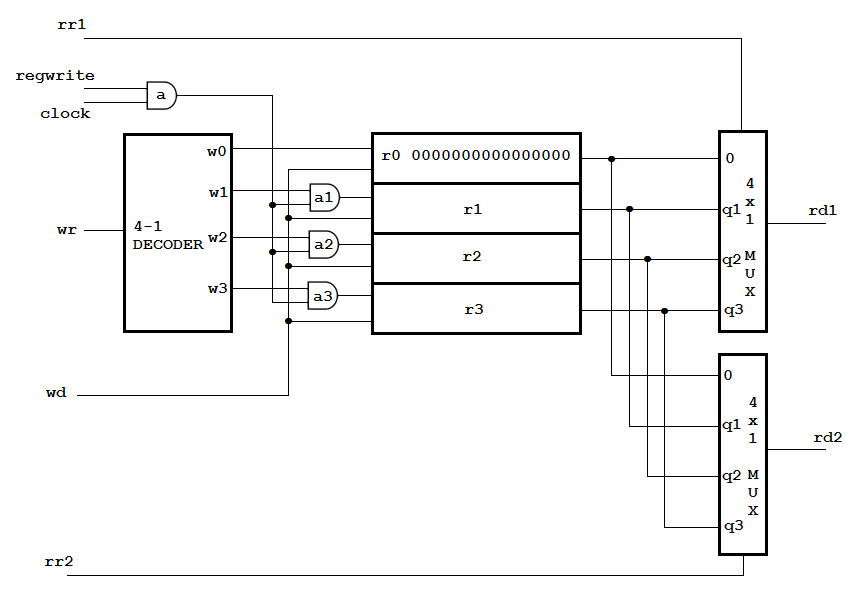 rr1
regwrite
a
clock
w0
r0 0000000000000000
0
w1
a1
r1
4
x
1
q1
rd1
wr
4-1
DECODER
w2
a2
r2
q2
M
U
X
w3
a3
r3
q3
wd
0
4
x
1
q1
rd2
q2
M
U
X
q3
rr2